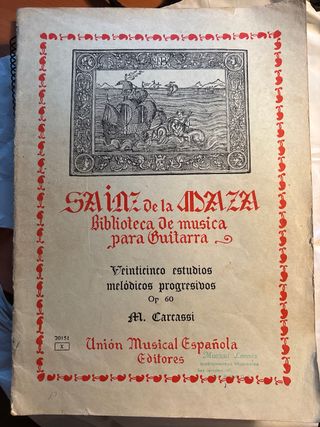 SAINZ de la MAZA
Biblioteca de musica
para Guitarra
Veinticinco estudios
melódicos progresivos
Op 60
M. Carcassi
20151
X
Unión Musical Española
Editores